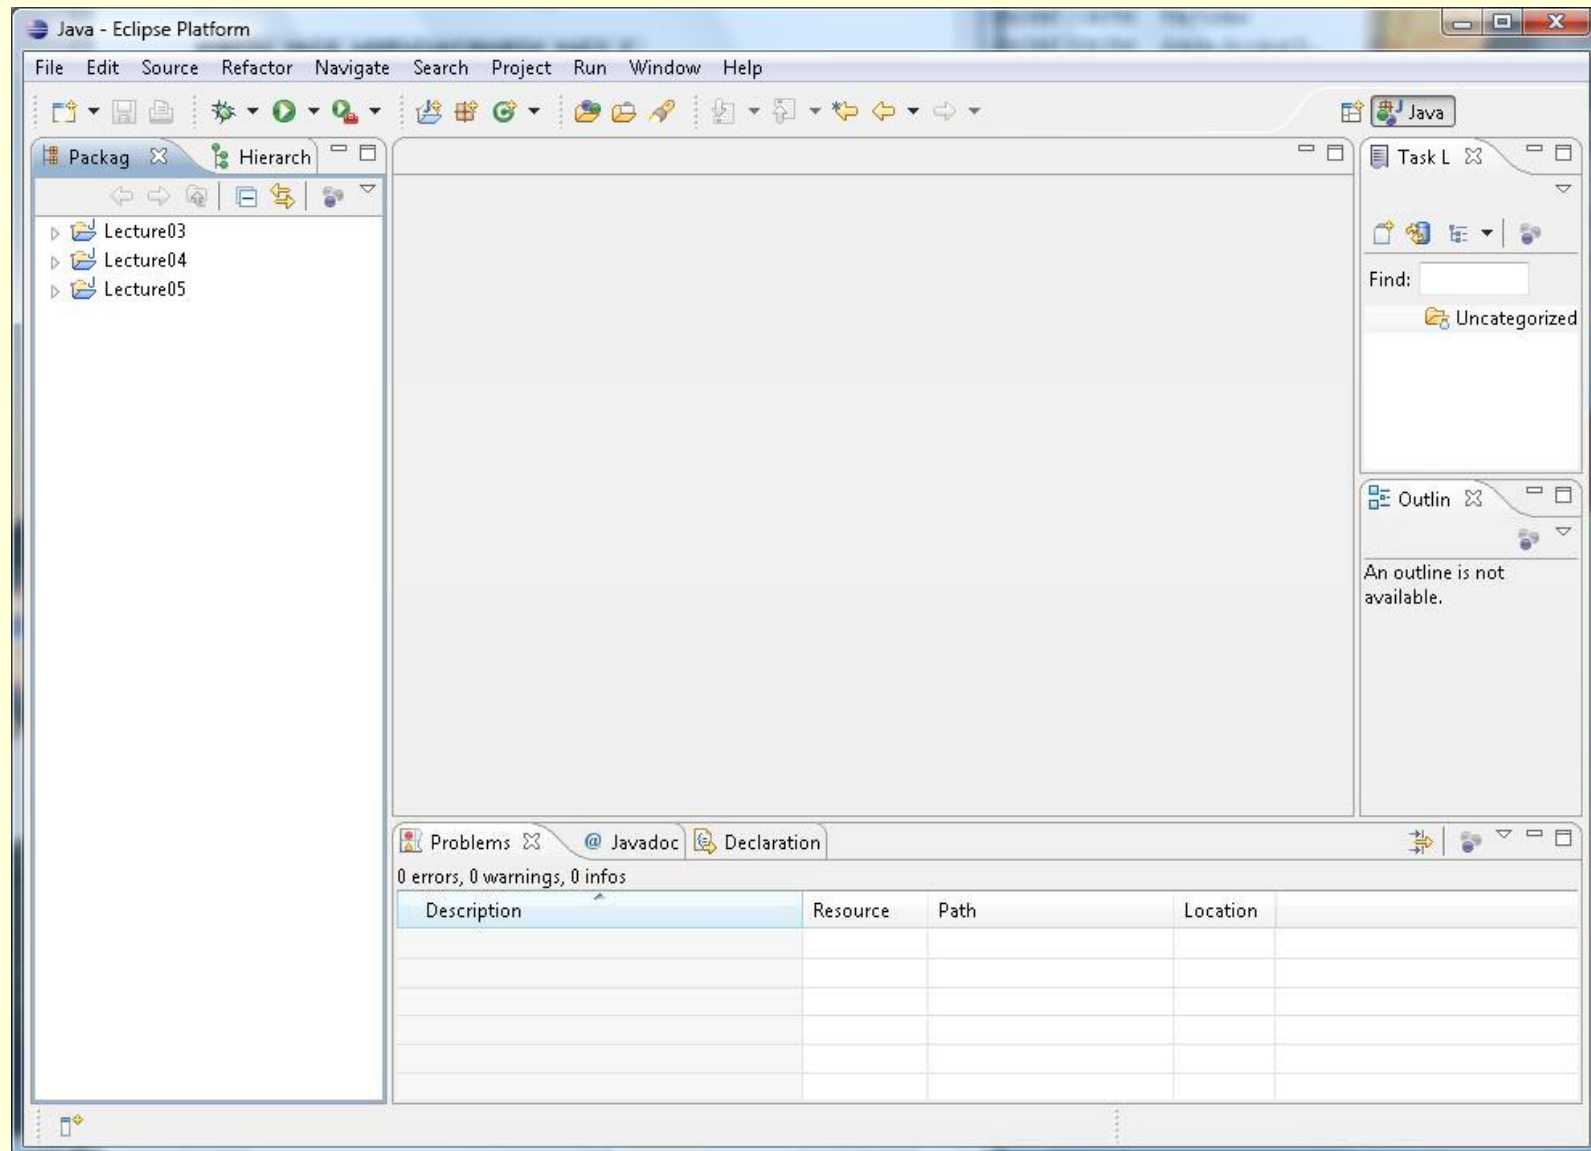 Java - Eclipse Platform
File Edit Source Refactor Navigate Search Project Run Window Help
Java
Packag Hierarch
Lecture03
Lecture04
Lecture05
Task L
Find:
Uncategorized
Outlin
An outline is not
available.
Problems @ Javadoc Declaration
0 errors, 0 warnings, 0 infos
Description Resource Path Location